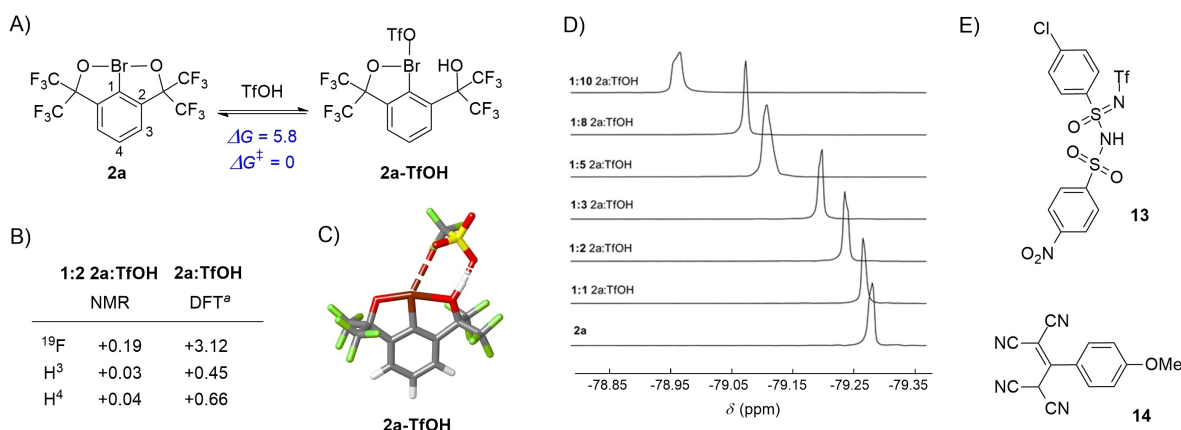 A)
TfO
O Br O
F₃C
F₃C
CF₃
CF₃
1
2
3
4
2a
TfOH
ΔG = 5.8
ΔG‡ = 0
O Br HO
F₃C
F₃C
CF₃
CF₃
2a-TfOH
B)
1:2 2a:TfOH 2a:TfOH
NMR DFTᵃ
¹⁹F +0.19 +3.12
H³ +0.03 +0.45
H⁴ +0.04 +0.66
C)
2a-TfOH
D)
1:10 2a:TfOH
1:8 2a:TfOH
1:5 2a:TfOH
1:3 2a:TfOH
1:2 2a:TfOH
1:1 2a:TfOH
2a
-78.85 -78.95 -79.05 -79.15 -79.25 -79.35
δ (ppm)
E)
Cl
Tf
S N
O
NH
O
S O
O₂N
13
CN
NC
OMe
NC
CN
14